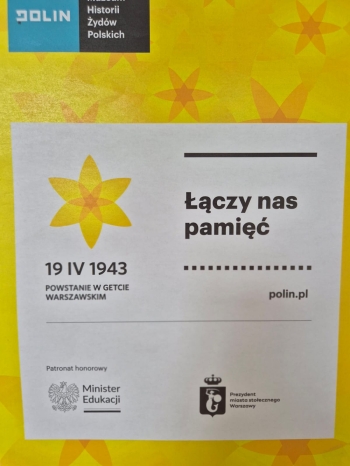 POLIN
Muzeum
Historii
Żydów
Polskich
Łączy nas
pamięć
19 IV 1943
POWSTANIE W GETCIE
WARSZAWSKIM
polin.pl
Patronat honorowy
Minister
Edukacji
Prezydent
miasta stołecznego
Warszawy